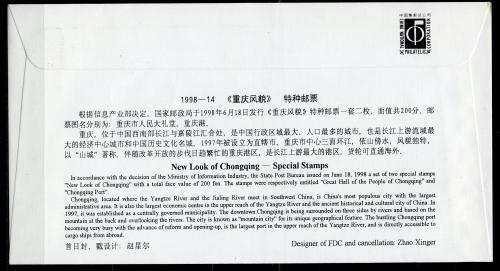 中国集邮总公司
CHINA NATIONAL
PHILATELIC
1998—14 《重庆风貌》 特种邮票
根据信息产业部决定，国家邮政局于1998年6月18日发行《重庆风貌》特种邮票一套二枚，面值共200分，邮
票图名分别为：重庆市人民大礼堂、重庆港。
重庆，位于中国西南部长江与嘉陵江汇合处，是中国行政区域最大、人口最多的城市，也是长江上游流域最
大的经济中心城市和中国历史文化名城，1997年被设立为直辖市，重庆市中心三面环江，依山傍水，风貌独特，
以“山城”著称，伴随改革开放的步伐日趋繁忙的重庆港区，是长江上游最大的港区，货轮可直通海外。
New Look of Chongqing — Special Stamps
In accordance with the decision of the Ministry of Information Industry, the State Post Bureau issued on June 18, 1998 a set of two special stamps
"New Look of Chongqing" with a total face value of 200 fen. The stamps were respectively entitled "Great Hall of the People of Chongqing" and
"Chongqing Port".
Chongqing, located where the Yangtze River and the Jialing River meet in Southwest China, is China's most populous city with the largest
administrative area. It is also the largest economic centre in the upper reach of the Yangtze River and the ancient historical and cultural city of China. In
1997, it was established as a centrally governed municipality. The downtown Chongqing is being surrounded on three sides by rivers and based on the
mountain at the back and overlooking the rivers. The city is known as "mountain city" for its unique geographical feature. The bustling Chongqing port
becoming very busy with the advance of reform and opening-up, is the largest port in the upper reach of the Yangtze River, and is directly accessible to
cargo ships from abroad.
首日封、戳设计：赵星尔
Designer of FDC and cancellation: Zhao Xinger